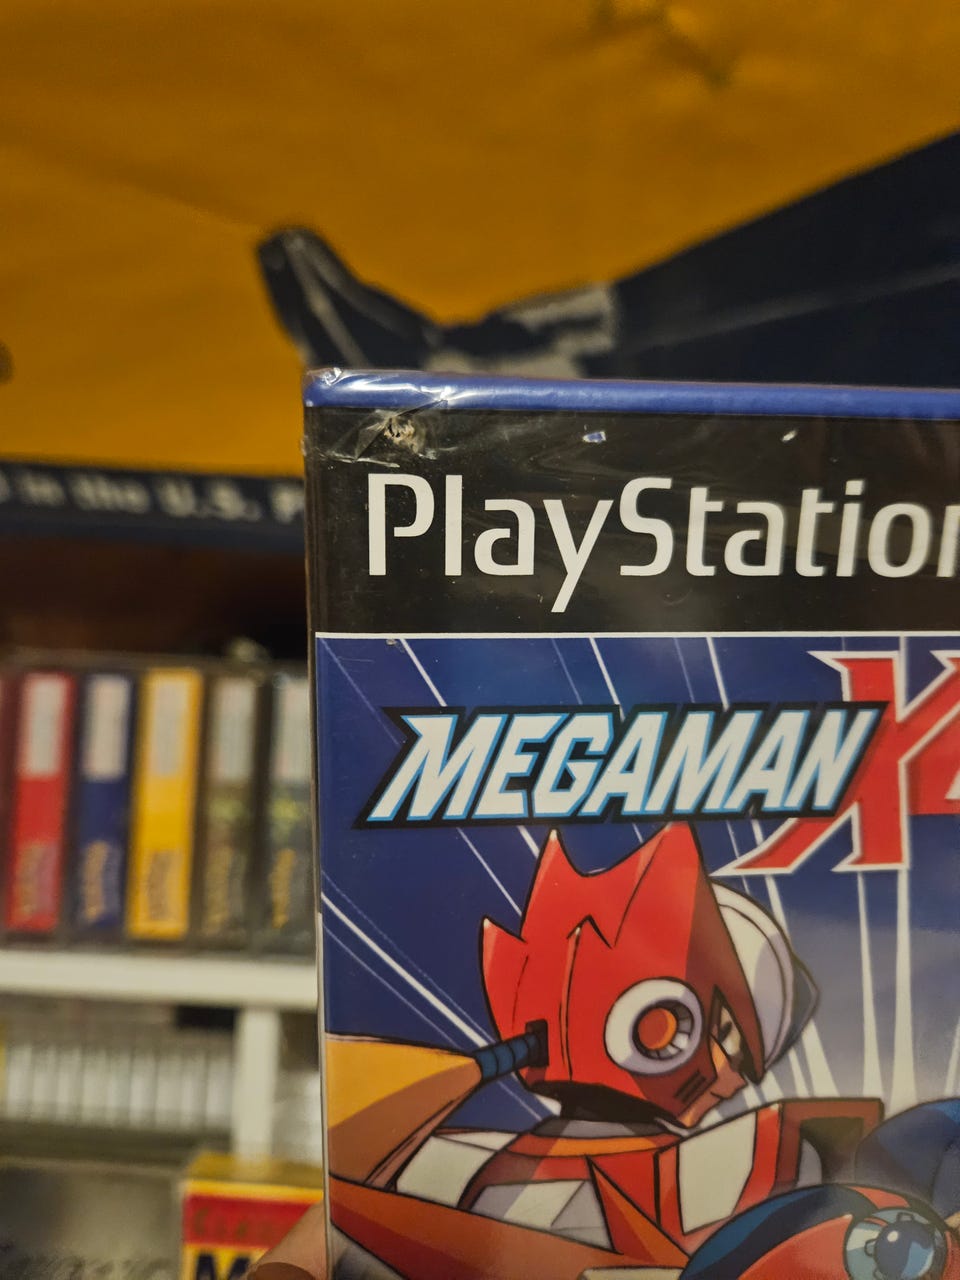 in the U.S. P
PlayStation
MEGAMAN X